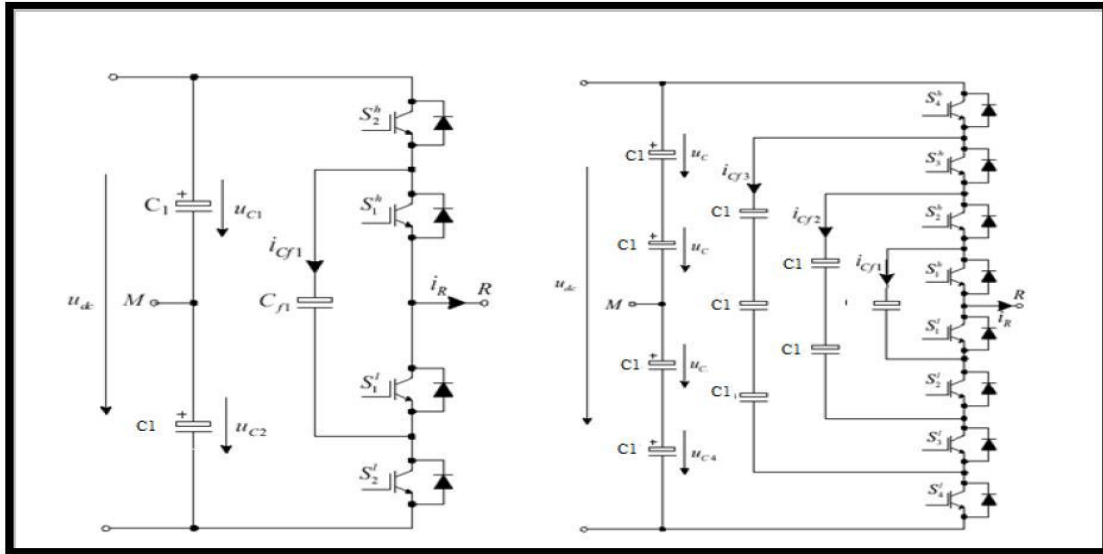 S₂ʰ
C₁
+
u_C1
S₁ʰ
i_Cf1
u_dc
M
C_f1
i_R
R
S₁ˡ
C1
+
u_C2
S₂ˡ
S₄ʰ
C1
+
u_C
i_Cf3
S₃ʰ
C1
i_Cf2
S₂ʰ
C1
+
u_C
C1
i_Cf1
S₁ʰ
u_dc
M
C1
R
i_R
S₁ˡ
C1
+
u_C
C1
S₂ˡ
C1
S₃ˡ
C1
+
u_C4
S₄ˡ